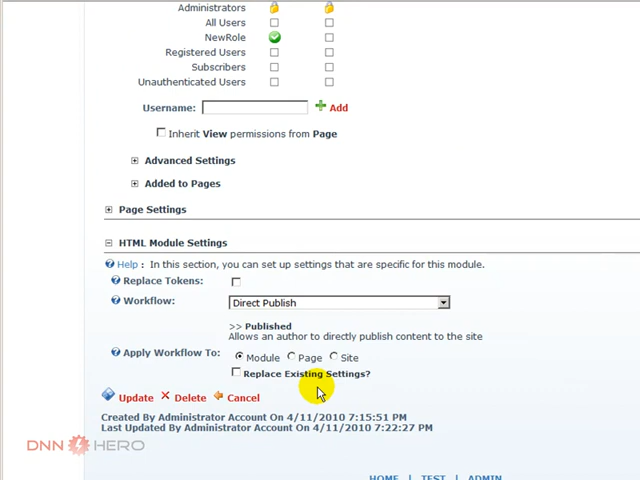 Administrators
All Users
NewRole
Registered Users
Subscribers
Unauthenticated Users
Username: Add
Inherit View permissions from Page
Advanced Settings
Added to Pages
Page Settings
HTML Module Settings
Help : In this section, you can set up settings that are specific for this module.
Replace Tokens:
Workflow: Direct Publish
>> Published
Allows an author to directly publish content to the site
Apply Workflow To: Module Page Site
Replace Existing Settings?
Update Delete Cancel
Created By Administrator Account On 4/11/2010 7:15:51 PM
Last Updated By Administrator Account On 4/11/2010 7:22:27 PM
DNN HERO
HOME | TEST | ADMIN